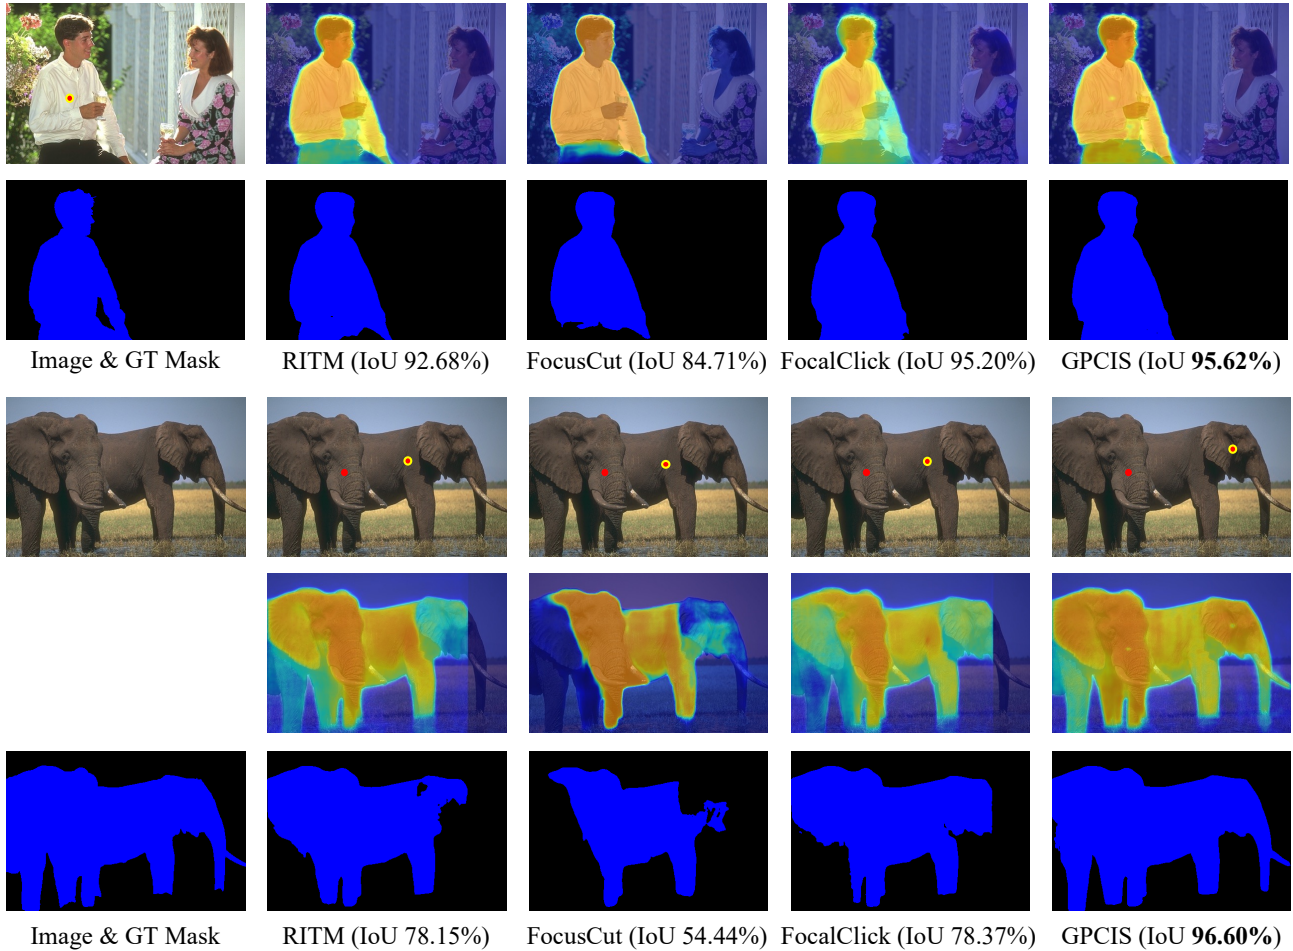 Image & GT Mask RITM (IoU 92.68%) FocusCut (IoU 84.71%) FocalClick (IoU 95.20%) GPCIS (IoU 95.62%)
Image & GT Mask RITM (IoU 78.15%) FocusCut (IoU 54.44%) FocalClick (IoU 78.37%) GPCIS (IoU 96.60%)